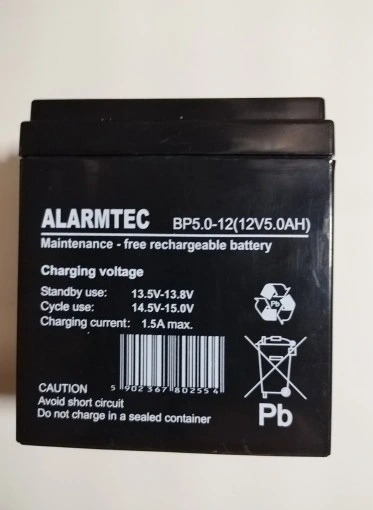 ALARMTEC BP5.0-12(12V5.0AH)
Maintenance - free rechargeable battery
Charging voltage
Standby use: 13.5V-13.8V
Cycle use: 14.5V-15.0V
Charging current: 1.5A max.
Pb
5 902367 802554
CAUTION
Avoid short circuit
Do not charge in a sealed container
Pb